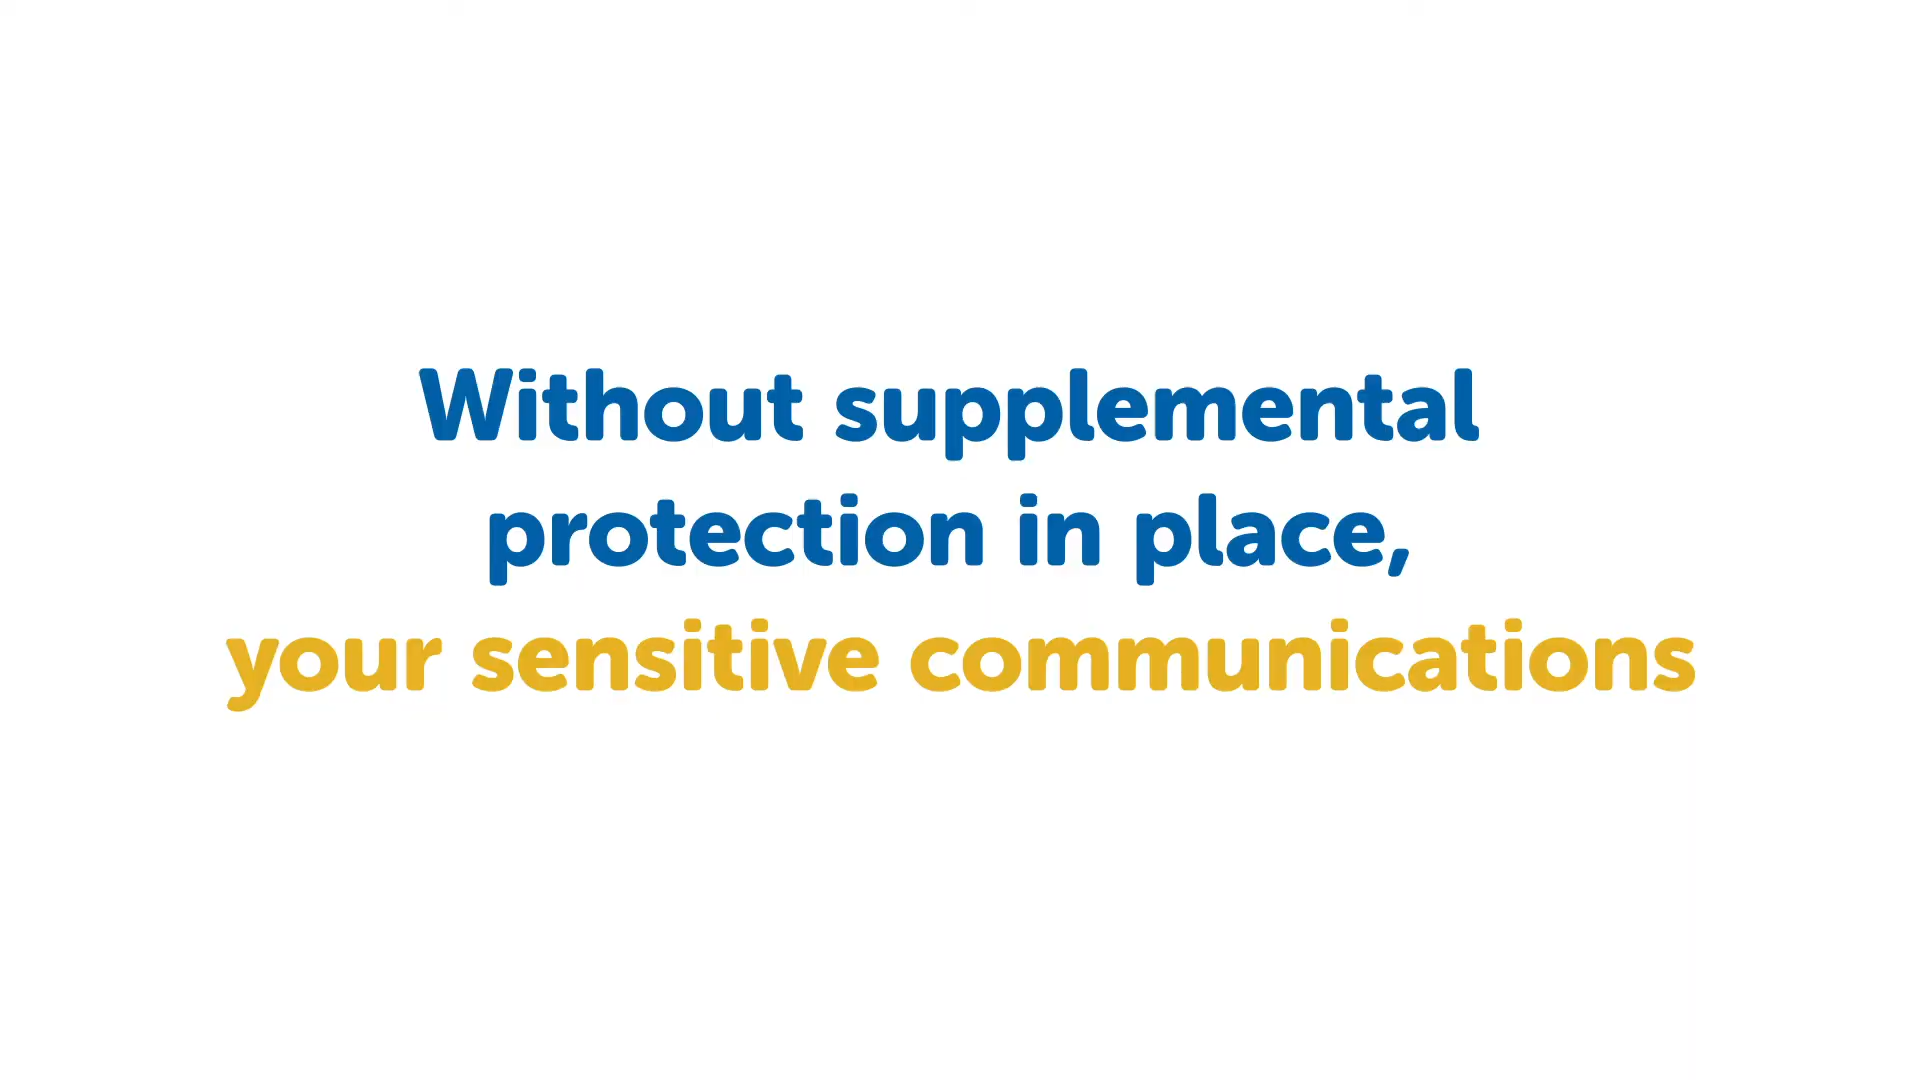 Without supplemental
protection in place,
your sensitive communications